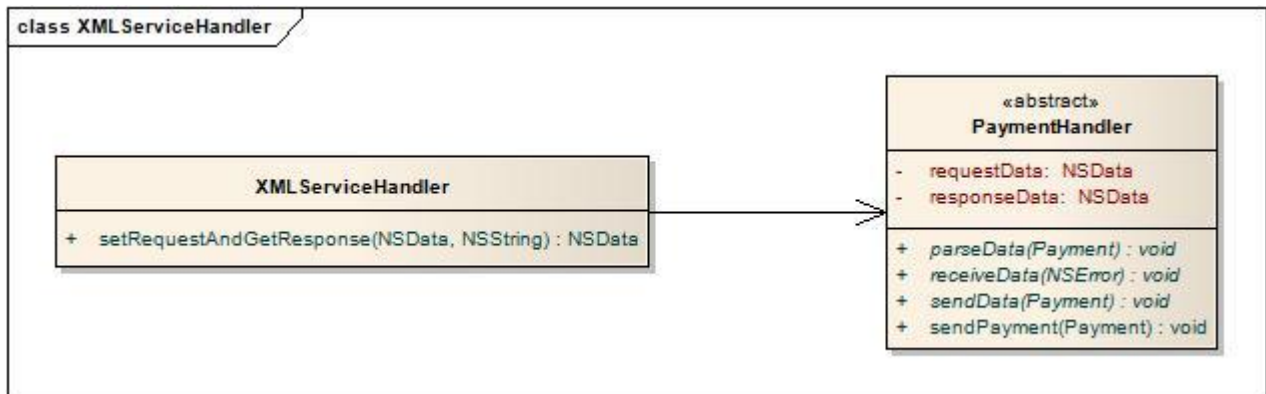 class XMLServiceHandler
XMLServiceHandler
+ setRequestAndGetResponse(NSData, NSString) : NSData
«abstract»
PaymentHandler
- requestData: NSData
- responseData: NSData
+ parseData(Payment) : void
+ receiveData(NSError) : void
+ sendData(Payment) : void
+ sendPayment(Payment) : void